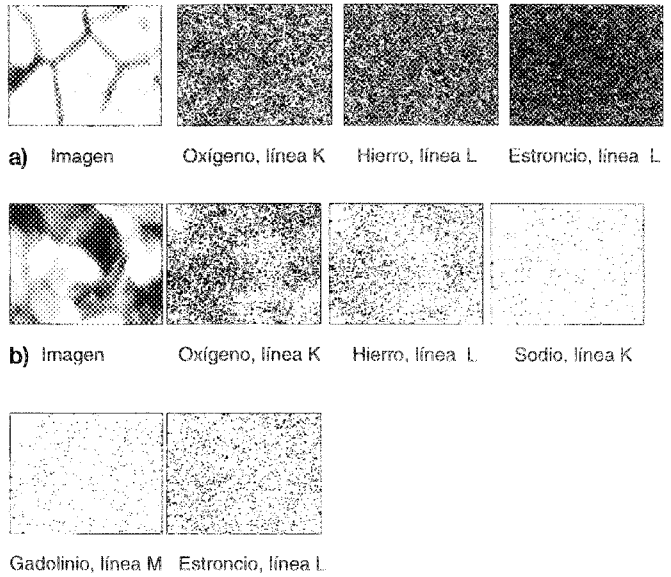 a) Imagen Oxígeno, línea K Hierro, línea L Estroncio, línea L
b) Imagen Oxígeno, línea K Hierro, línea L Sodio, línea K
Gadolinio, línea M Estroncio, línea L